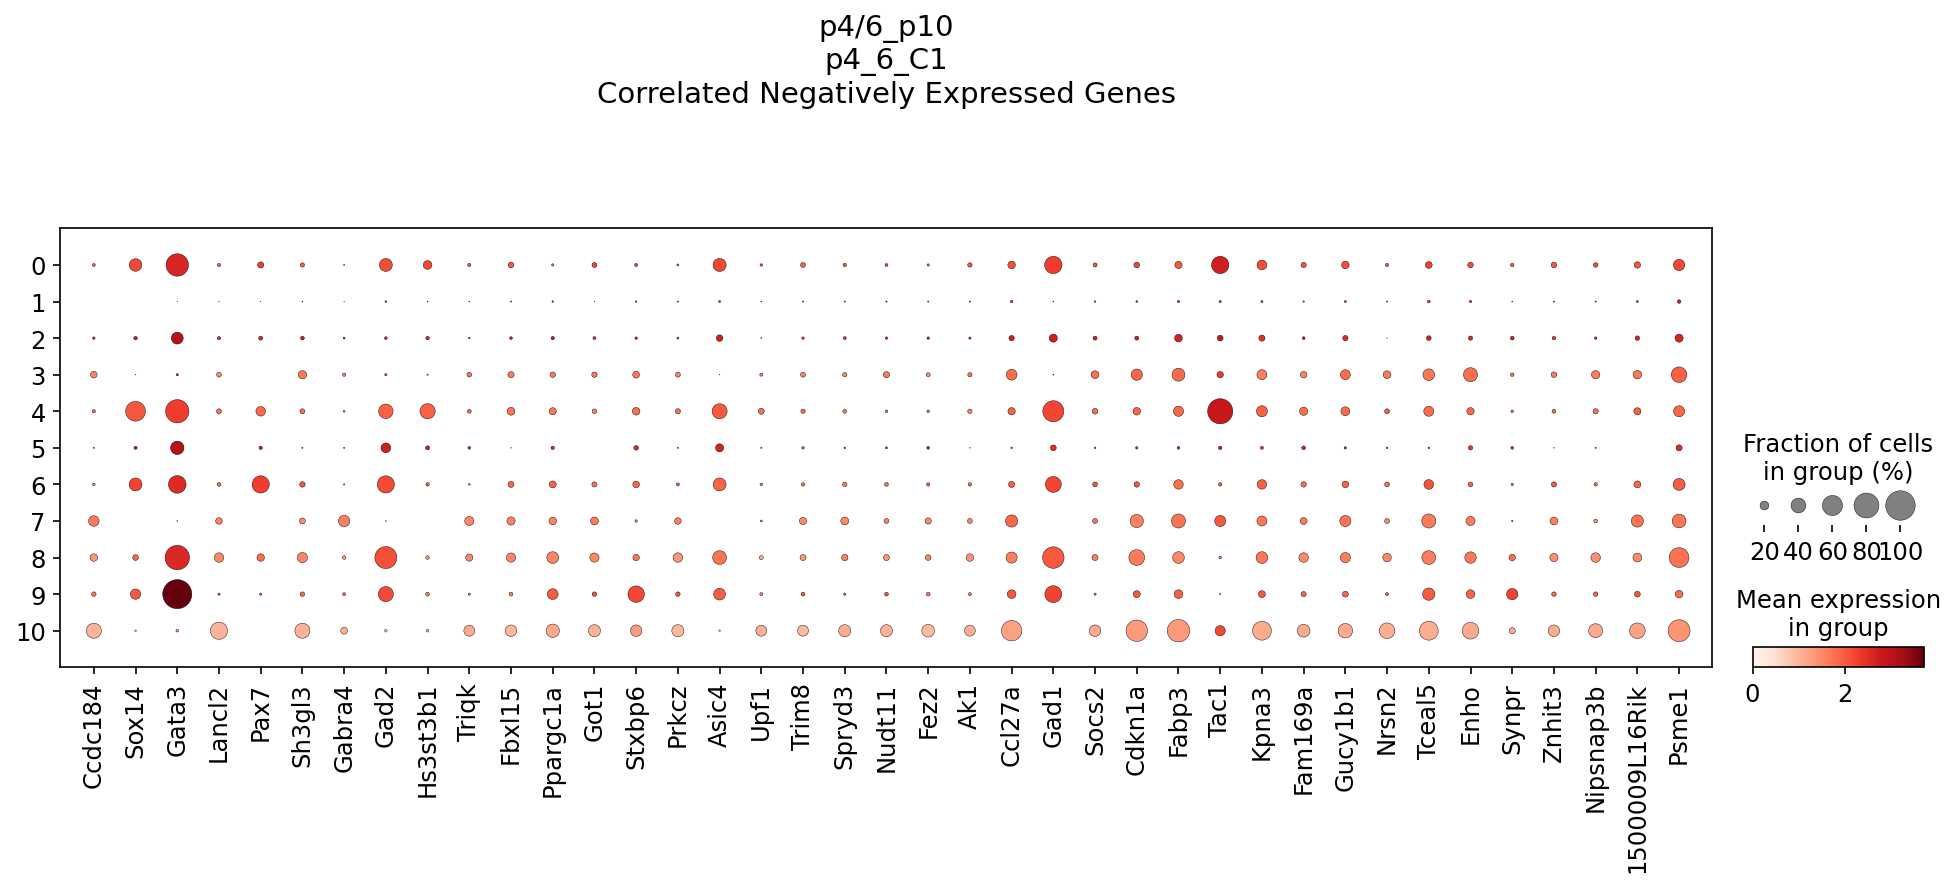 p4/6_p10
p4_6_C1
Correlated Negatively Expressed Genes
0
1
2
3
4
5
6
7
8
9
10
Ccdc184
Sox14
Gata3
Lancl2
Pax7
Sh3gl3
Gabra4
Gad2
Hs3st3b1
Triqk
Fbxl15
Ppargc1a
Got1
Stxbp6
Prkcz
Asic4
Upf1
Trim8
Spryd3
Nudt11
Fez2
Ak1
Ccl27a
Gad1
Socs2
Cdkn1a
Fabp3
Tac1
Kpna3
Fam169a
Gucy1b1
Nrsn2
Tceal5
Enho
Synpr
Znhit3
Nipsnap3b
1500009L16Rik
Psme1
Fraction of cells
in group (%)
20 40 60 80 100
Mean expression
in group
0 2